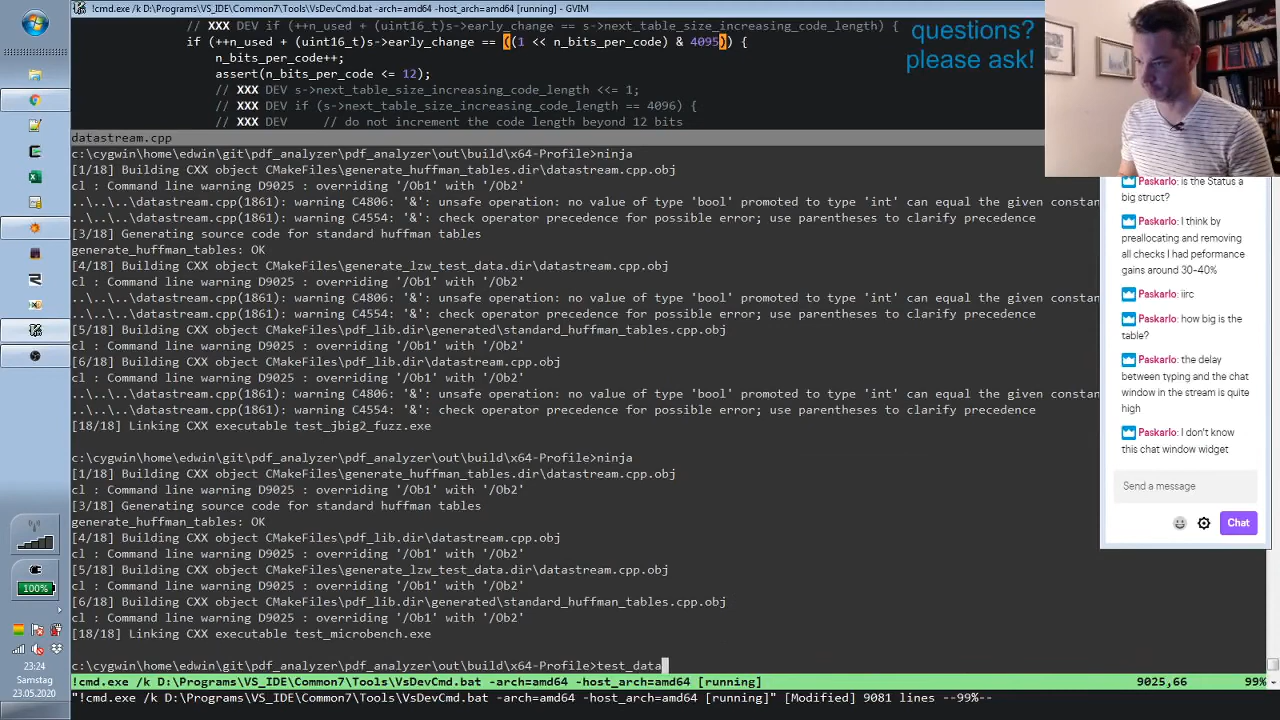 !cmd.exe /k D:\Programs\VS_IDE\Common7\Tools\VsDevCmd.bat -arch=amd64 -host_arch=amd64 [running] - GVIM
// XXX DEV if (++n_used + (uint16_t)s->early_change == s->next_table_size_increasing_code_length) {
if (++n_used + (uint16_t)s->early_change == ((1 << n_bits_per_code) & 4095)) {
n_bits_per_code++;
assert(n_bits_per_code <= 12);
// XXX DEV s->next_table_size_increasing_code_length <<= 1;
// XXX DEV if (s->next_table_size_increasing_code_length == 4096) {
// XXX DEV    // do not increment the code length beyond 12 bits
datastream.cpp
c:\cygwin\home\edwin\git\pdf_analyzer\pdf_analyzer\out\build\x64-Profile>ninja
[1/18] Building CXX object CMakeFiles\generate_huffman_tables.dir\datastream.cpp.obj
cl : Command line warning D9025 : overriding '/Ob1' with '/Ob2'
..\..\..\datastream.cpp(1861): warning C4806: '&': unsafe operation: no value of type 'bool' promoted to type 'int' can equal the given constan
..\..\..\datastream.cpp(1861): warning C4554: '&': check operator precedence for possible error; use parentheses to clarify precedence
[3/18] Generating source code for standard huffman tables
generate_huffman_tables: OK
[4/18] Building CXX object CMakeFiles\generate_lzw_test_data.dir\datastream.cpp.obj
cl : Command line warning D9025 : overriding '/Ob1' with '/Ob2'
..\..\..\datastream.cpp(1861): warning C4806: '&': unsafe operation: no value of type 'bool' promoted to type 'int' can equal the given constan
..\..\..\datastream.cpp(1861): warning C4554: '&': check operator precedence for possible error; use parentheses to clarify precedence
[5/18] Building CXX object CMakeFiles\pdf_lib.dir\generated\standard_huffman_tables.cpp.obj
cl : Command line warning D9025 : overriding '/Ob1' with '/Ob2'
[6/18] Building CXX object CMakeFiles\pdf_lib.dir\datastream.cpp.obj
cl : Command line warning D9025 : overriding '/Ob1' with '/Ob2'
..\..\..\datastream.cpp(1861): warning C4806: '&': unsafe operation: no value of type 'bool' promoted to type 'int' can equal the given constan
..\..\..\datastream.cpp(1861): warning C4554: '&': check operator precedence for possible error; use parentheses to clarify precedence
[18/18] Linking CXX executable test_jbig2_fuzz.exe
c:\cygwin\home\edwin\git\pdf_analyzer\pdf_analyzer\out\build\x64-Profile>ninja
[1/18] Building CXX object CMakeFiles\generate_huffman_tables.dir\datastream.cpp.obj
cl : Command line warning D9025 : overriding '/Ob1' with '/Ob2'
[3/18] Generating source code for standard huffman tables
generate_huffman_tables: OK
[4/18] Building CXX object CMakeFiles\pdf_lib.dir\datastream.cpp.obj
cl : Command line warning D9025 : overriding '/Ob1' with '/Ob2'
[5/18] Building CXX object CMakeFiles\generate_lzw_test_data.dir\datastream.cpp.obj
cl : Command line warning D9025 : overriding '/Ob1' with '/Ob2'
[6/18] Building CXX object CMakeFiles\pdf_lib.dir\generated\standard_huffman_tables.cpp.obj
cl : Command line warning D9025 : overriding '/Ob1' with '/Ob2'
[18/18] Linking CXX executable test_microbench.exe
c:\cygwin\home\edwin\git\pdf_analyzer\pdf_analyzer\out\build\x64-Profile>test_data
!cmd.exe /k D:\Programs\VS_IDE\Common7\Tools\VsDevCmd.bat -arch=amd64 -host_arch=amd64 [running] 9025,66 99%
"!cmd.exe /k D:\Programs\VS_IDE\Common7\Tools\VsDevCmd.bat -arch=amd64 -host_arch=amd64 [running]" [Modified] 9081 lines --99%--
questions?
please ask!
Paskarlo: is the Status a
big struct?
Paskarlo: I think by
preallocating and removing
all checks I had peformance
gains around 30-40%
Paskarlo: iirc
Paskarlo: how big is the
table?
Paskarlo: the delay
between typing and the chat
window in the stream is quite
high
Paskarlo: I don't know
this chat window widget
Send a message
Chat
100%
23:24
Samstag
23.05.2020